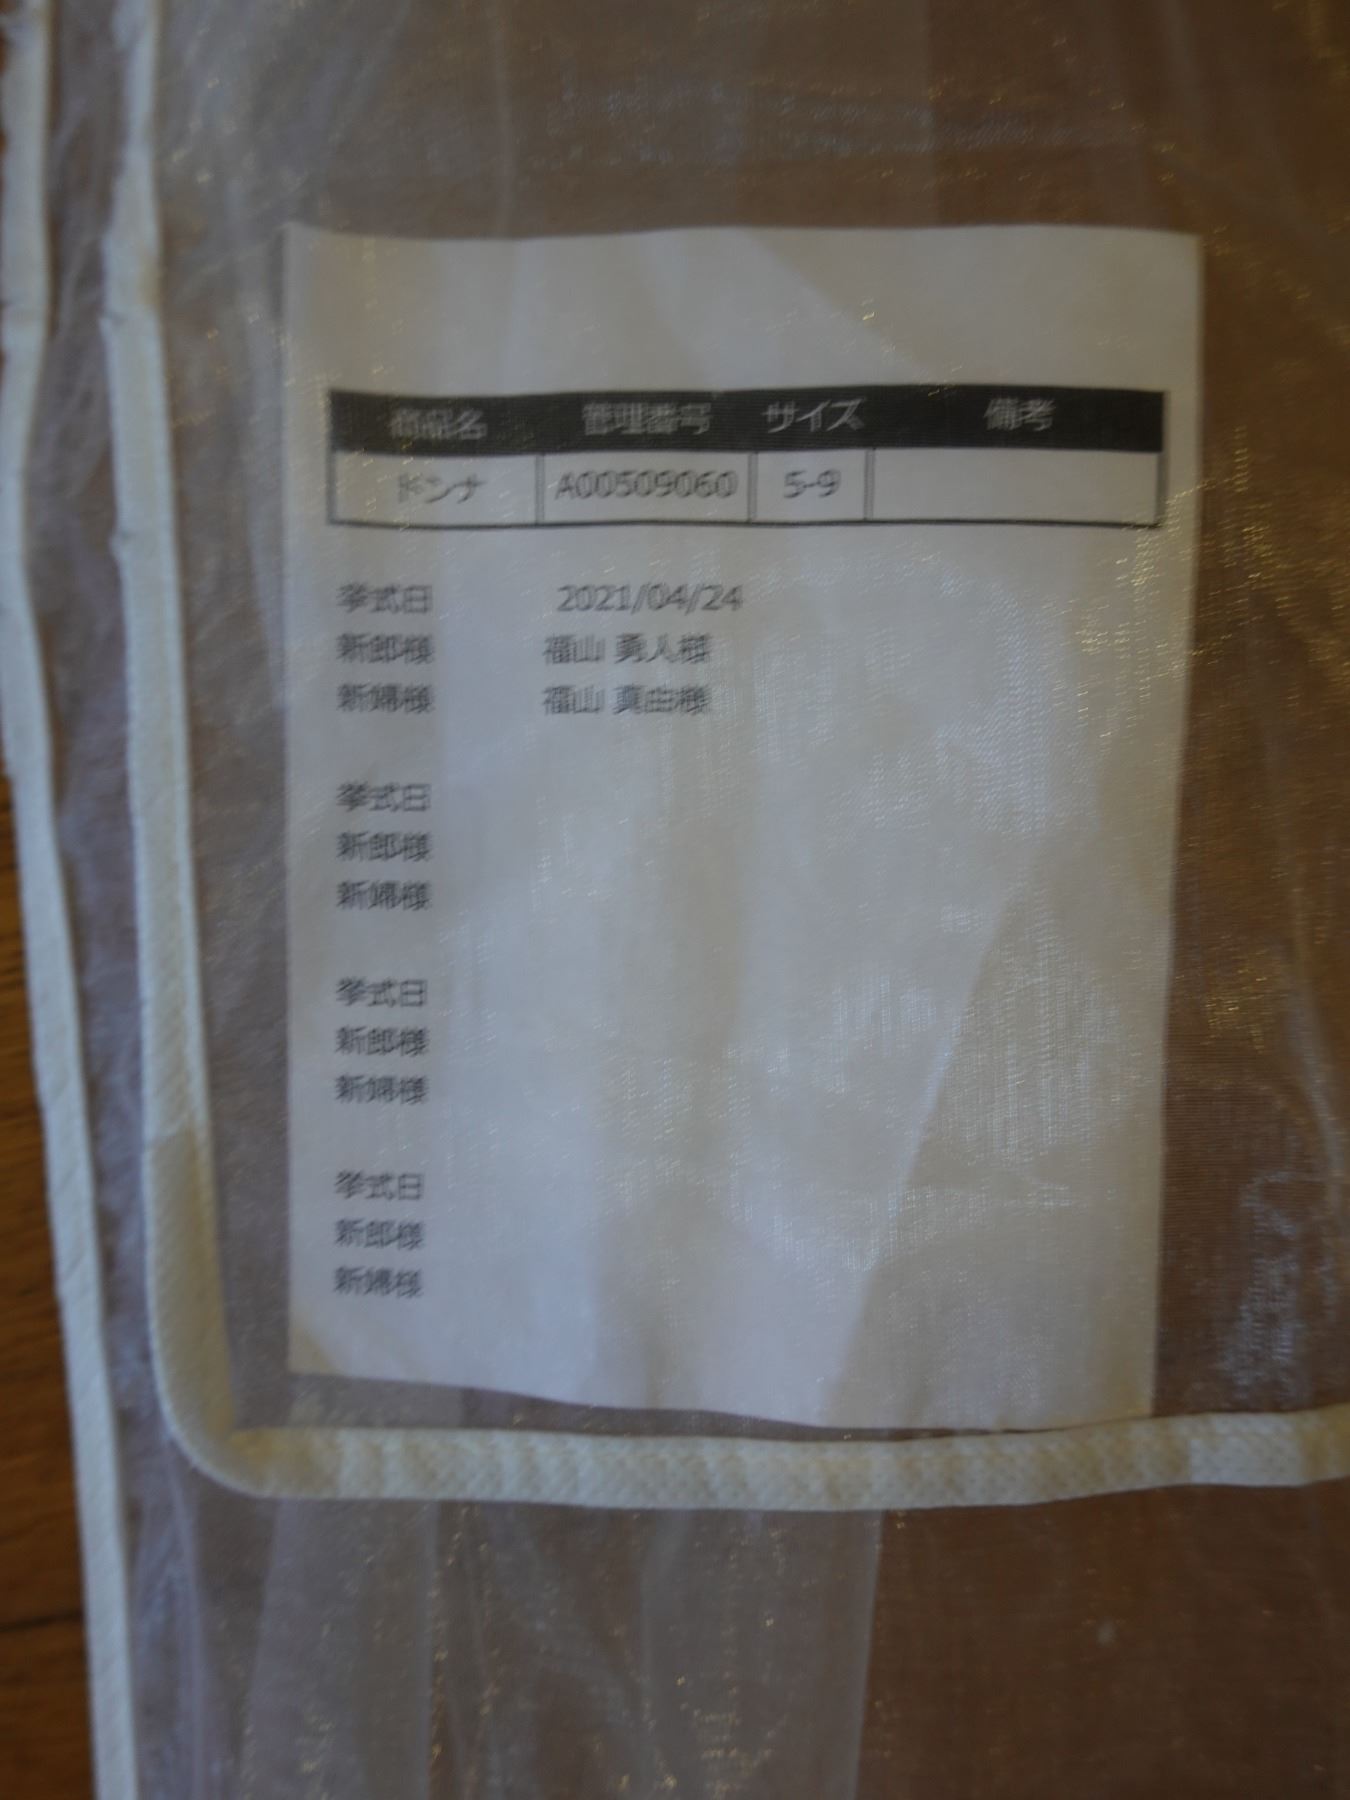 商品名 管理番号 サイズ 備考
ドンナ A00509060 5-9
挙式日 2021/04/24
新郎様 福山 勇人様
新婦様 福山 真由様
挙式日
新郎様
新婦様
挙式日
新郎様
新婦様
挙式日
新郎様
新婦様